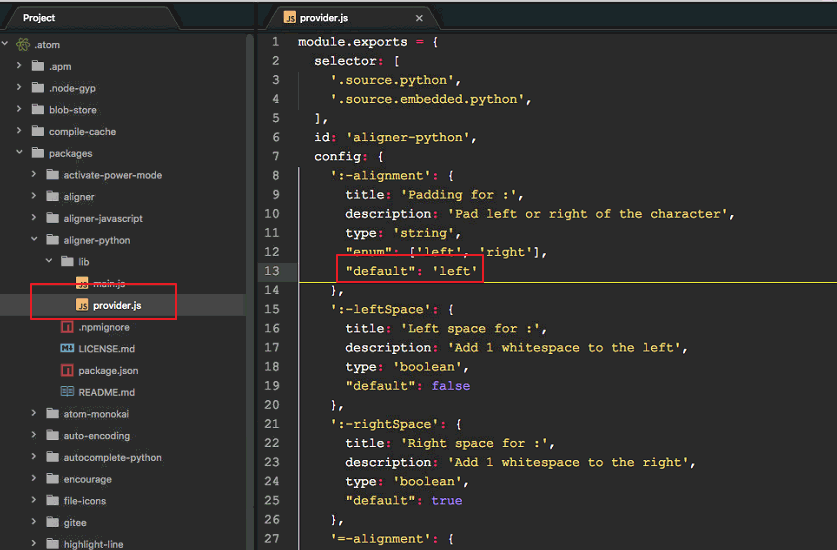 Project
.atom
.apm
.node-gyp
blob-store
compile-cache
packages
activate-power-mode
aligner
aligner-javascript
aligner-python
lib
main.js
provider.js
.npmignore
LICENSE.md
package.json
README.md
atom-monokai
auto-encoding
autocomplete-python
encourage
file-icons
gitee
highlight-line
provider.js
1 module.exports = {
2 selector: [
3 '.source.python',
4 '.source.embedded.python',
5 ],
6 id: 'aligner-python',
7 config: {
8 ':-alignment': {
9 title: 'Padding for :',
10 description: 'Pad left or right of the character',
11 type: 'string',
12 "enum": ['left', 'right'],
13 "default": 'left'
14 },
15 ':-leftSpace': {
16 title: 'Left space for :',
17 description: 'Add 1 whitespace to the left',
18 type: 'boolean',
19 "default": false
20 },
21 ':-rightSpace': {
22 title: 'Right space for :',
23 description: 'Add 1 whitespace to the right',
24 type: 'boolean',
25 "default": true
26 },
27 '=-alignment': {